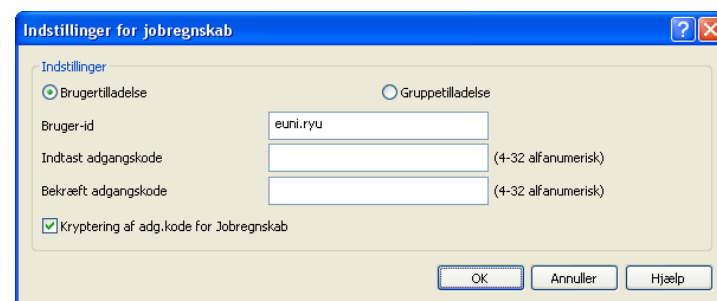 Indstillinger for jobregnskab
Indstillinger
Brugertilladelse Gruppetilladelse
Bruger-id euni.ryu
Indtast adgangskode (4-32 alfanumerisk)
Bekræft adgangskode (4-32 alfanumerisk)
Kryptering af adg.kode for Jobregnskab
OK Annuller Hjælp